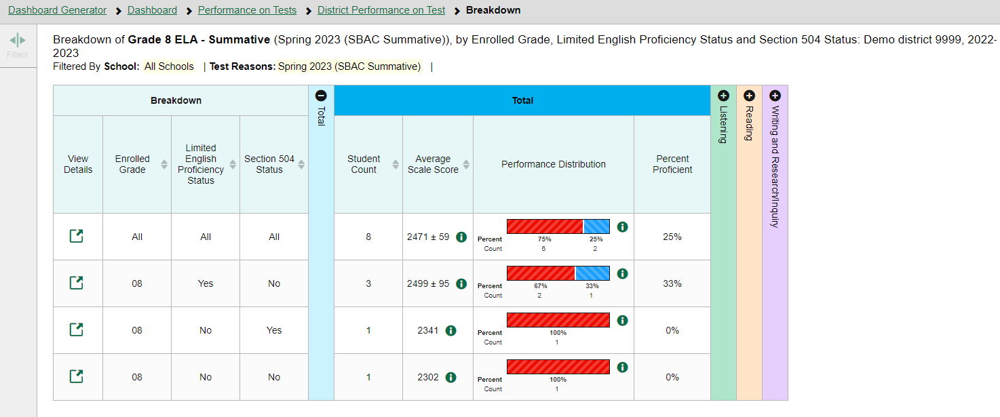 Dashboard Generator > Dashboard > Performance on Tests > District Performance on Test > Breakdown
Filters
Breakdown of Grade 8 ELA - Summative (Spring 2023 (SBAC Summative)), by Enrolled Grade, Limited English Proficiency Status and Section 504 Status: Demo district 9999, 2022-
2023
Filtered By School: All Schools | Test Reasons: Spring 2023 (SBAC Summative) |
Breakdown
Total
Total
Listening
Reading
Writing and Research/Inquiry
View
Details
Enrolled
Grade
Limited
English
Proficiency
Status
Section 504
Status
Student
Count
Average
Scale Score
Performance Distribution
Percent
Proficient
All All All 8 2471 ± 59 25%
Percent 75% 25%
Count 6 2
08 Yes No 3 2499 ± 95 33%
Percent 67% 33%
Count 2 1
08 No Yes 1 2341 0%
Percent 100%
Count 1
08 No No 1 2302 0%
Percent 100%
Count 1